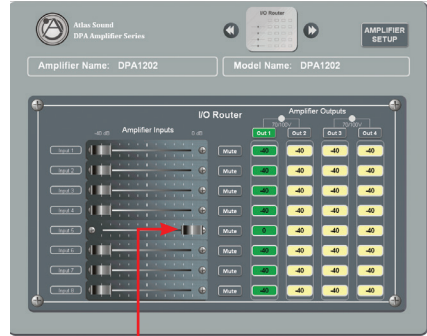 Atlas Sound
DPA Amplifier Series
I/O Router
AMPLIFIER
SETUP
Amplifier Name: DPA1202
Model Name: DPA1202
I/O Router
Amplifier Outputs
70/100V 70/100V
-40 dB Amplifier Inputs 0 dB
Out 1 Out 2 Out 3 Out 4
Input 1 Mute -40 -40 -40 -40
Input 2 Mute -40 -40 -40 -40
Input 3 Mute -40 -40 -40 -40
Input 4 Mute -40 -40 -40 -40
Input 5 Mute 0 -40 -40 -40
Input 6 Mute -40 -40 -40 -40
Input 7 Mute -40 -40 -40 -40
Input 8 Mute -40 -40 -40 -40